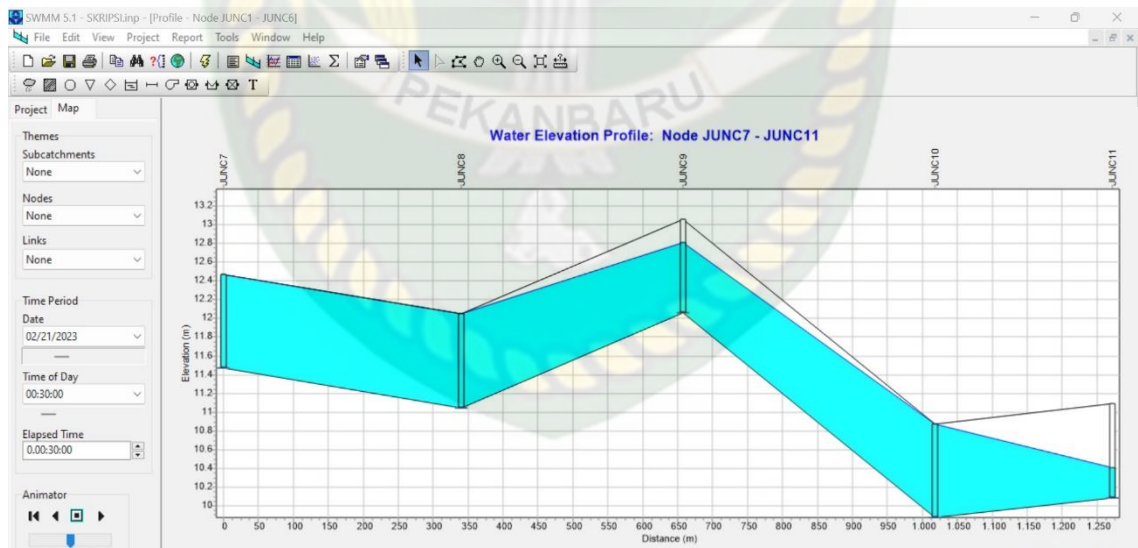 SWMM 5.1 - SKRIPSI.inp - [Profile - Node JUNC1 - JUNC6]
File Edit View Project Report Tools Window Help
Project Map
PEKANBARU
Themes
Subcatchments
None
Nodes
None
Links
None
Time Period
Date
02/21/2023
Time of Day
00:30:00
Elapsed Time
0.00:30:00
Animator
Water Elevation Profile: Node JUNC7 - JUNC11
JUNC7
JUNC8
JUNC9
JUNC10
JUNC11
Elevation (m)
13.2
13
12.8
12.6
12.4
12.2
12
11.8
11.6
11.4
11.2
11
10.8
10.6
10.4
10.2
10
0 50 100 150 200 250 300 350 400 450 500 550 600 650 700 750 800 850 900 950 1.000 1.050 1.100 1.150 1.200 1.250
Distance (m)